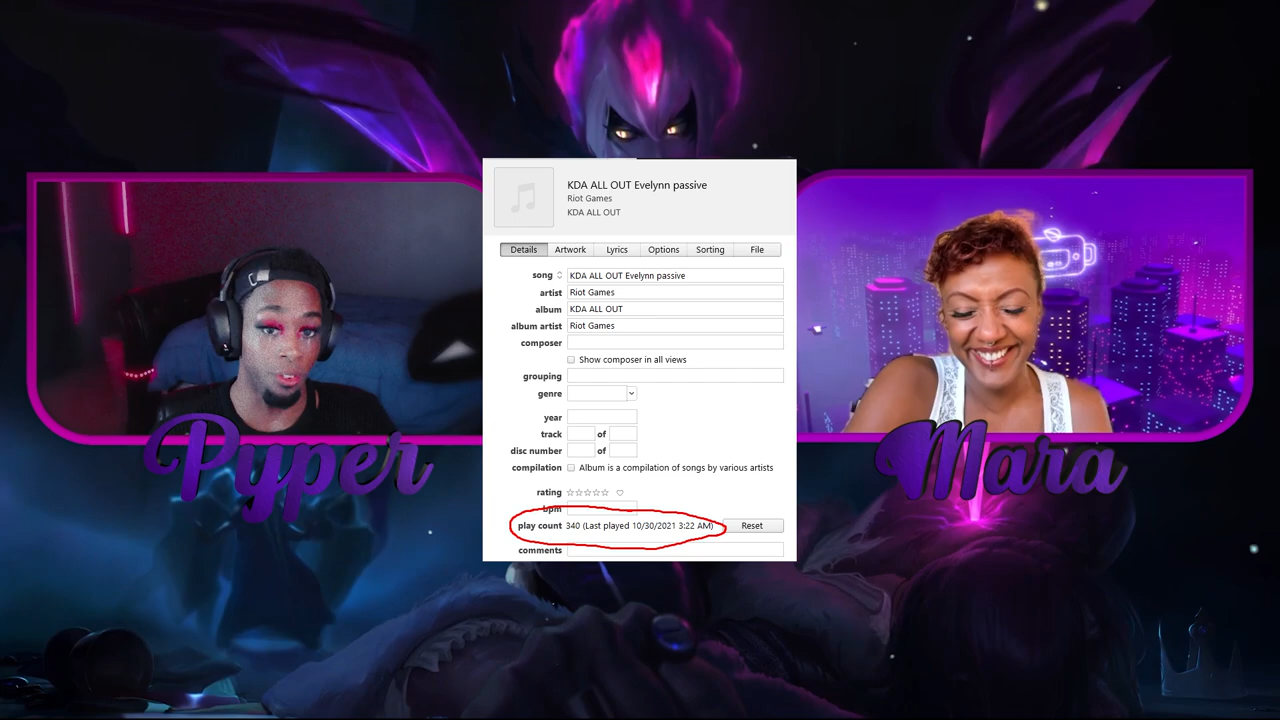 KDA ALL OUT Evelynn passive
Riot Games
KDA ALL OUT
Details Artwork Lyrics Options Sorting File
song KDA ALL OUT Evelynn passive
artist Riot Games
album KDA ALL OUT
album artist Riot Games
composer
Show composer in all views
grouping
genre
year
track of
disc number of
compilation Album is a compilation of songs by various artists
rating ☆☆☆☆☆ ♡
bpm
play count 340 (Last played 10/30/2021 3:22 AM) Reset
comments
Pyper
Mara